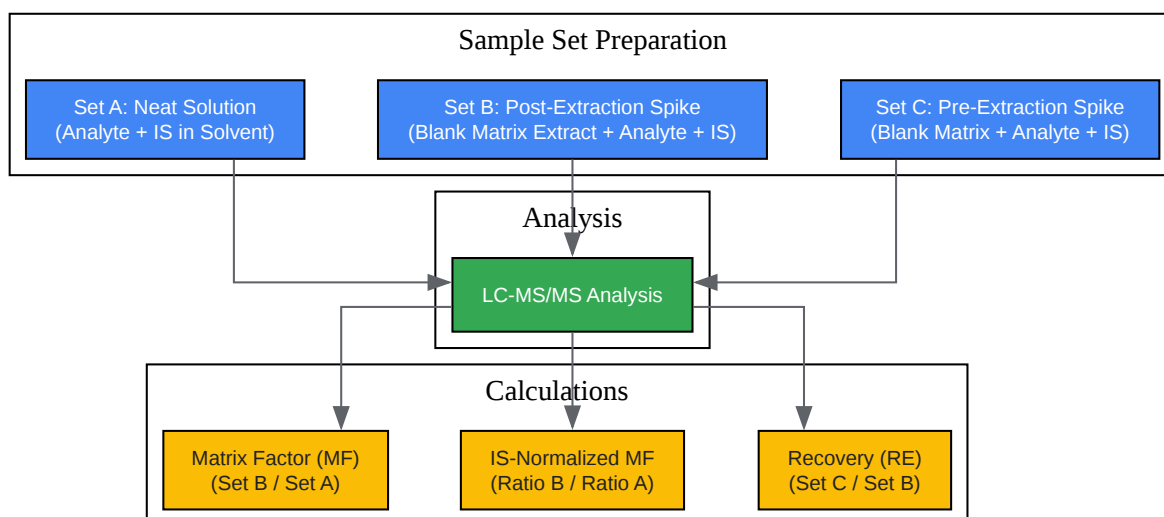 Sample Set Preparation
Set A: Neat Solution
(Analyte + IS in Solvent)
Set B: Post-Extraction Spike
(Blank Matrix Extract + Analyte + IS)
Set C: Pre-Extraction Spike
(Blank Matrix + Analyte + IS)
Analysis
LC-MS/MS Analysis
Calculations
Matrix Factor (MF)
(Set B / Set A)
IS-Normalized MF
(Ratio B / Ratio A)
Recovery (RE)
(Set C / Set B)